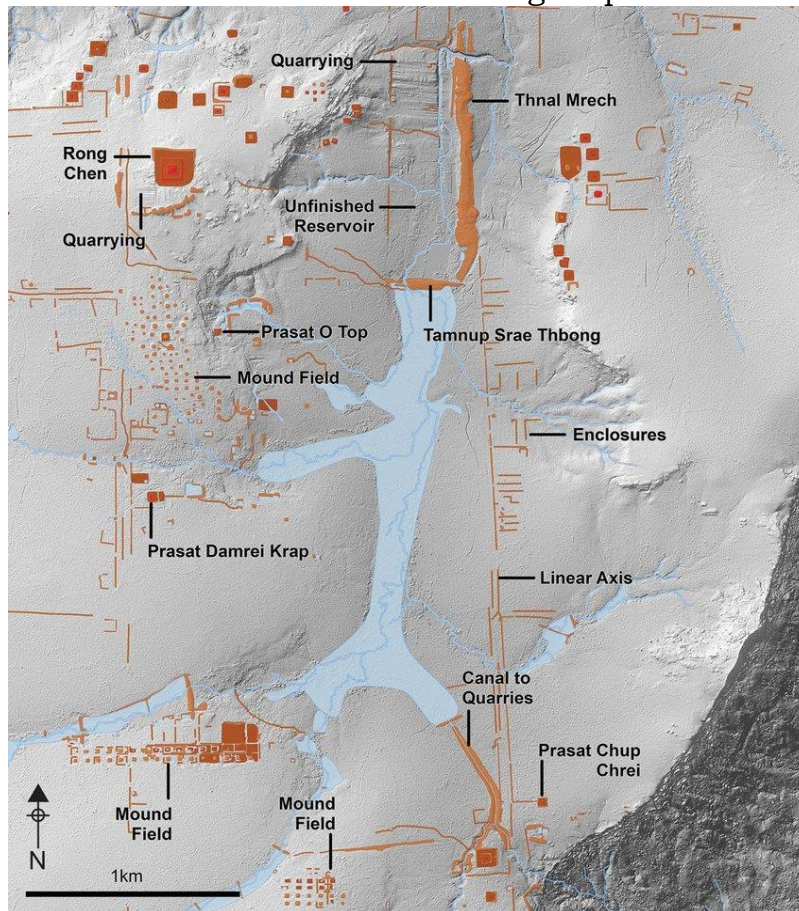 Quarrying
Thnal Mrech
Rong
Chen
Unfinished
Reservoir
Quarrying
Prasat O Top
Tamnup Srae Thbong
Mound Field
Enclosures
Prasat Damrei Krap
Linear Axis
Canal to
Quarries
Prasat Chup
Chrei
Mound
Field
Mound
Field
N
1km